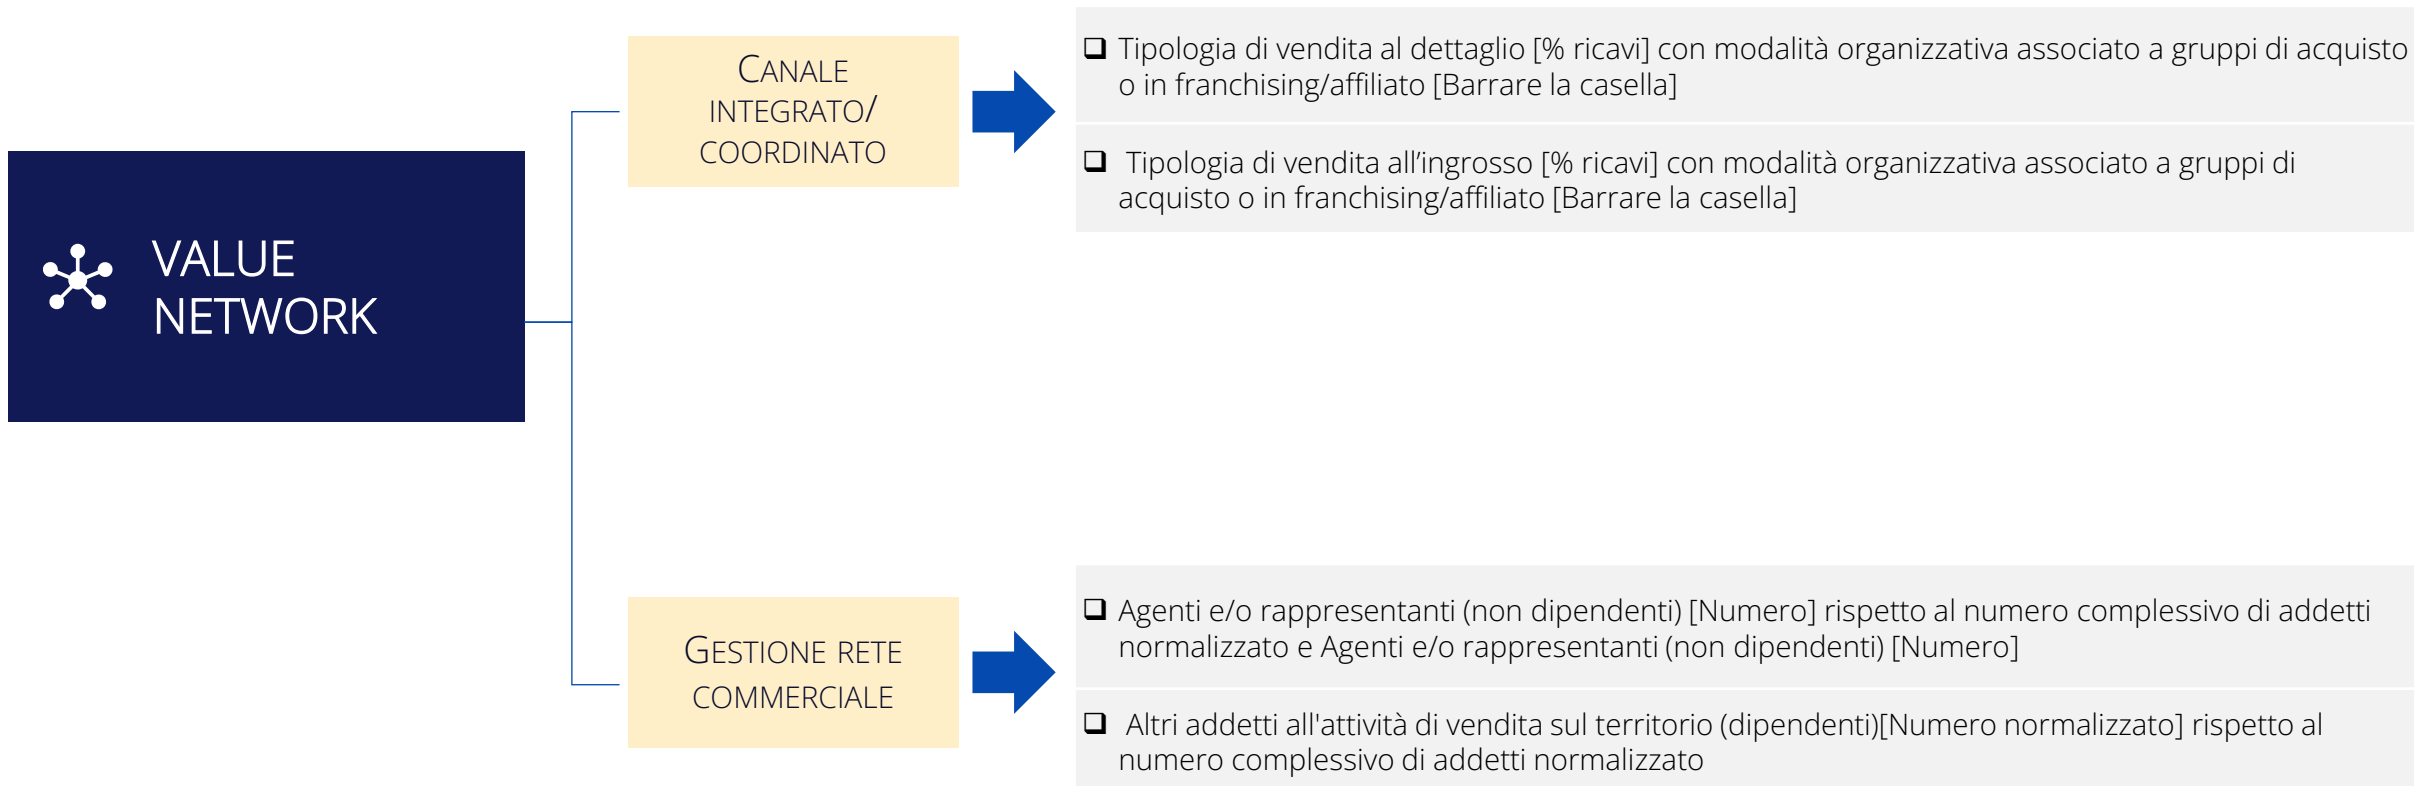 VALUE
NETWORK
CANALE
INTEGRATO/
COORDINATO
❑ Tipologia di vendita al dettaglio [% ricavi] con modalità organizzativa associato a gruppi di acquisto
o in franchising/affiliato [Barrare la casella]
❑ Tipologia di vendita all’ingrosso [% ricavi] con modalità organizzativa associato a gruppi di
acquisto o in franchising/affiliato [Barrare la casella]
GESTIONE RETE
COMMERCIALE
❑ Agenti e/o rappresentanti (non dipendenti) [Numero] rispetto al numero complessivo di addetti
normalizzato e Agenti e/o rappresentanti (non dipendenti) [Numero]
❑ Altri addetti all'attività di vendita sul territorio (dipendenti)[Numero normalizzato] rispetto al
numero complessivo di addetti normalizzato